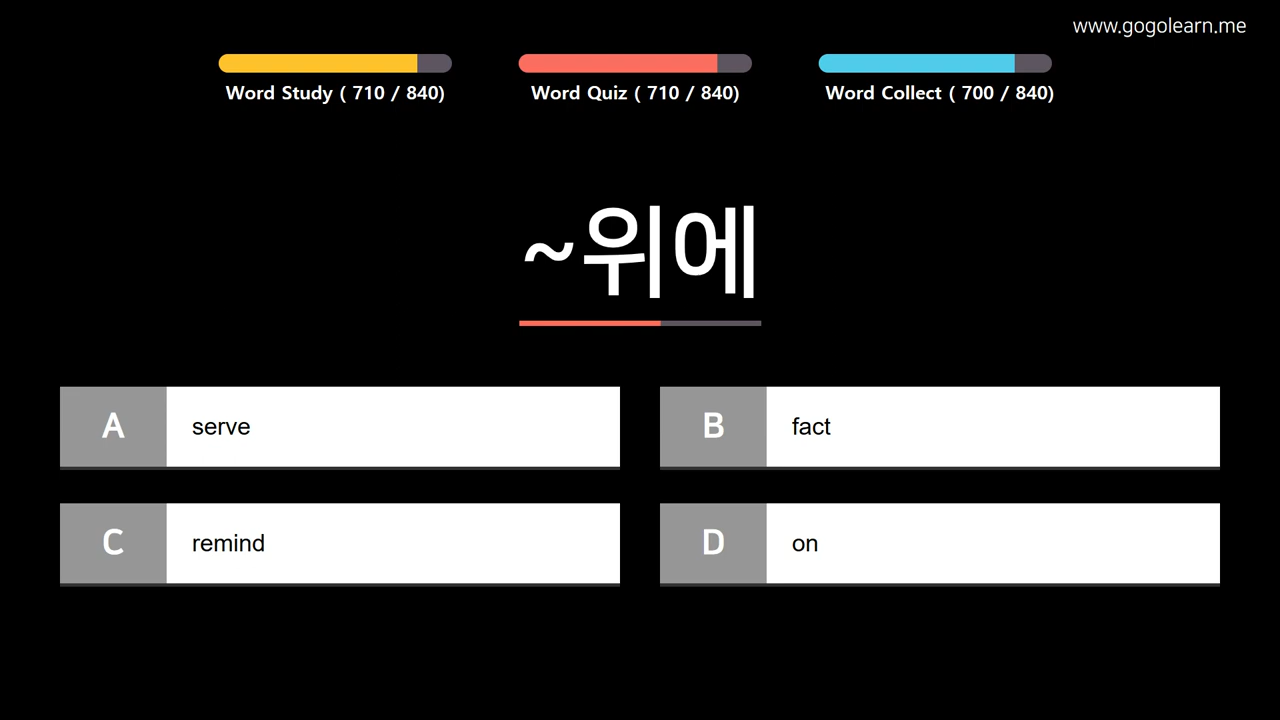 www.gogolearn.me
Word Study ( 710 / 840)
Word Quiz ( 710 / 840)
Word Collect ( 700 / 840)
~위에
A serve
B fact
C remind
D on